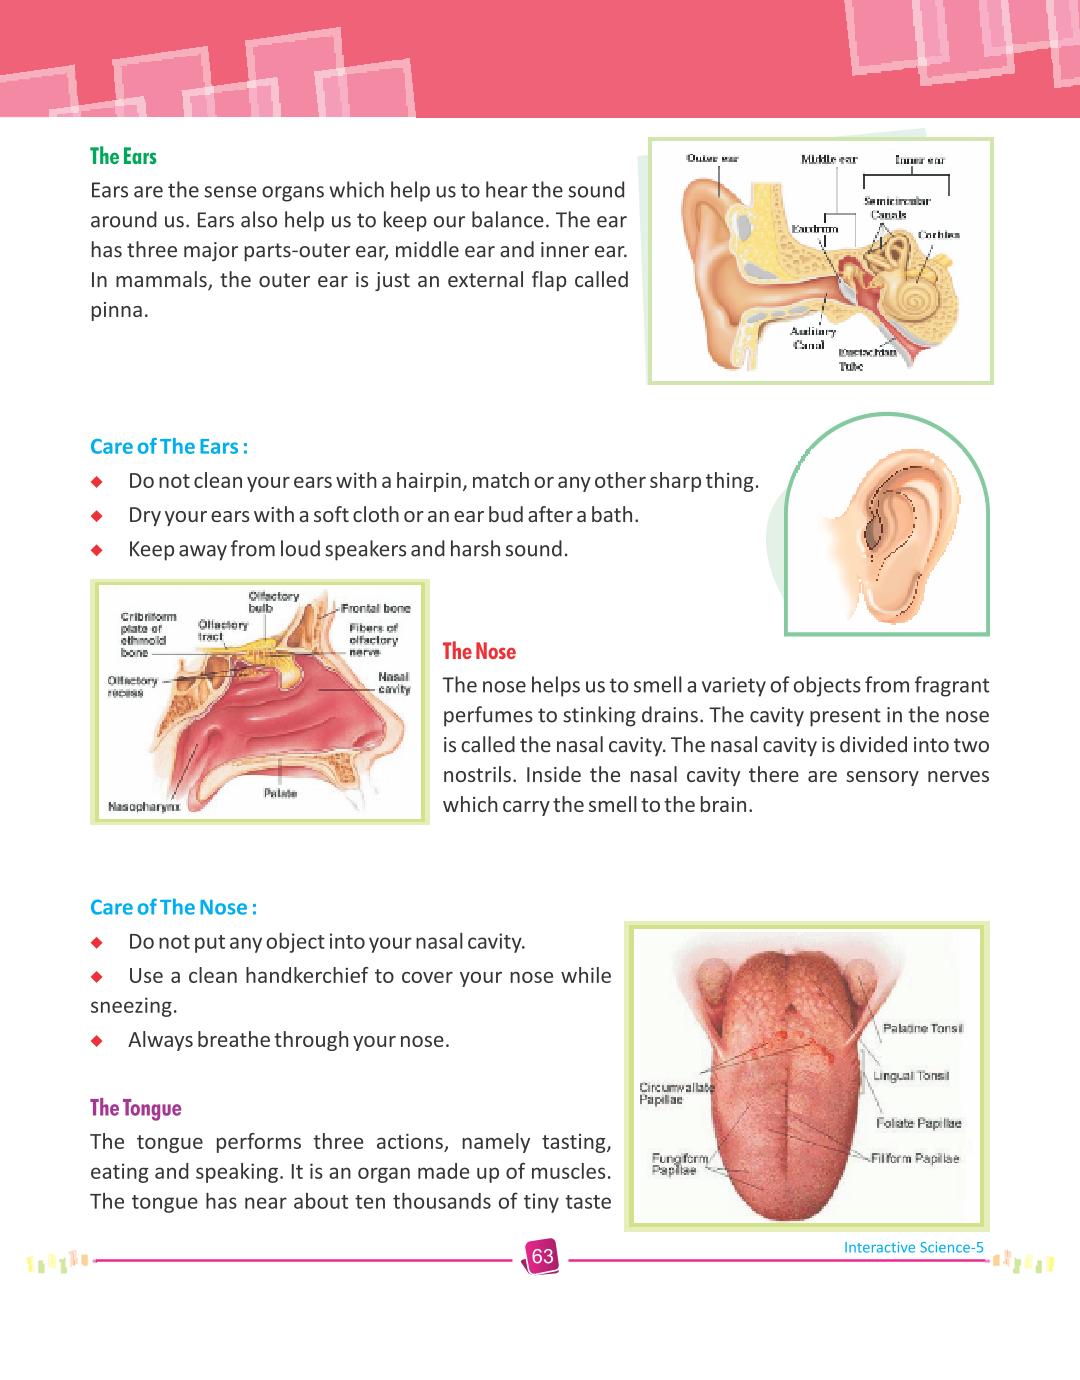 The Ears
Ears are the sense organs which help us to hear the sound
around us. Ears also help us to keep our balance. The ear
has three major parts-outer ear, middle ear and inner ear.
In mammals, the outer ear is just an external flap called
pinna.
Outer ear
Middle ear
Inner ear
Semicircular
Canals
Eardrum
Cochlea
Auditory
Canal
Eustachian
Tube
Care of The Ears :
◆ Do not clean your ears with a hairpin, match or any other sharp thing.
◆ Dry your ears with a soft cloth or an ear bud after a bath.
◆ Keep away from loud speakers and harsh sound.
Olfactory
bulb
Frontal bone
Cribriform
plate of
ethmoid
bone
Olfactory
tract
Fibers of
olfactory
nerve
Olfactory
recess
Nasal
cavity
Palate
Nasopharynx
The Nose
The nose helps us to smell a variety of objects from fragrant
perfumes to stinking drains. The cavity present in the nose
is called the nasal cavity. The nasal cavity is divided into two
nostrils. Inside the nasal cavity there are sensory nerves
which carry the smell to the brain.
Care of The Nose :
◆ Do not put any object into your nasal cavity.
◆ Use a clean handkerchief to cover your nose while
sneezing.
◆ Always breathe through your nose.
The Tongue
The tongue performs three actions, namely tasting,
eating and speaking. It is an organ made up of muscles.
The tongue has near about ten thousands of tiny taste
Palatine Tonsil
Lingual Tonsil
Circumvallate
Papillae
Foliate Papillae
Fungiform
Papillae
Filiform Papillae
Interactive Science-5
63